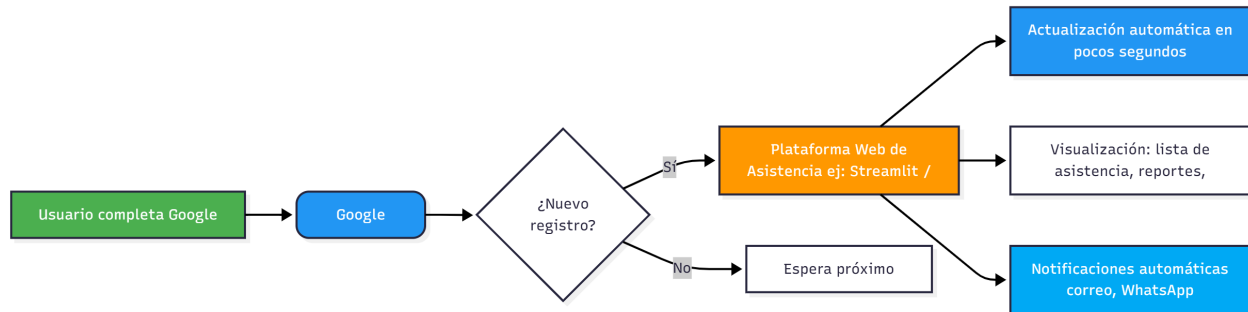 Usuario completa Google
Google
¿Nuevo
registro?
Sí
No
Plataforma Web de
Asistencia ej: Streamlit /
Espera próximo
Actualización automática en
pocos segundos
Visualización: lista de
asistencia, reportes,
Notificaciones automáticas
correo, WhatsApp